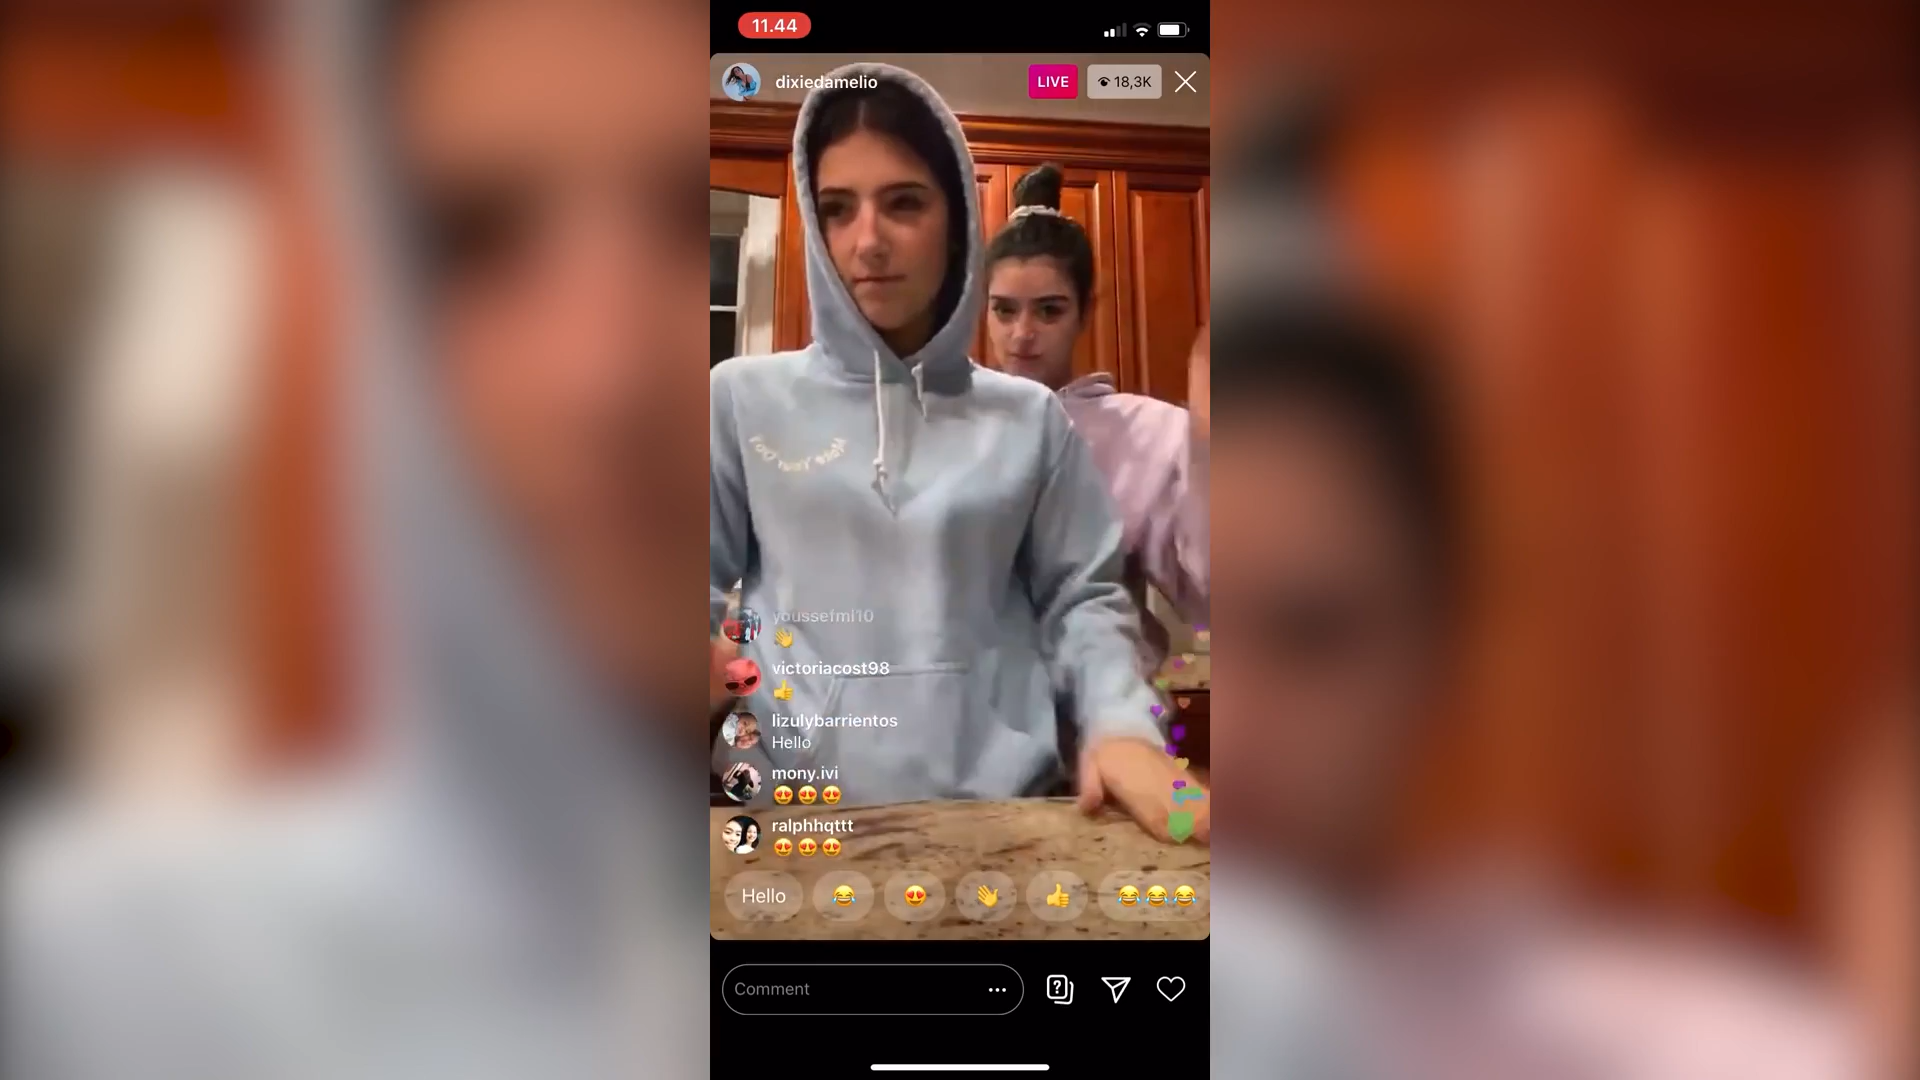 11.44
dixiedamelio
LIVE
18,3K
youssefml10
victoriacost98
lizulybarrientos
Hello
mony.ivi
ralphhqttt
Hello
Comment